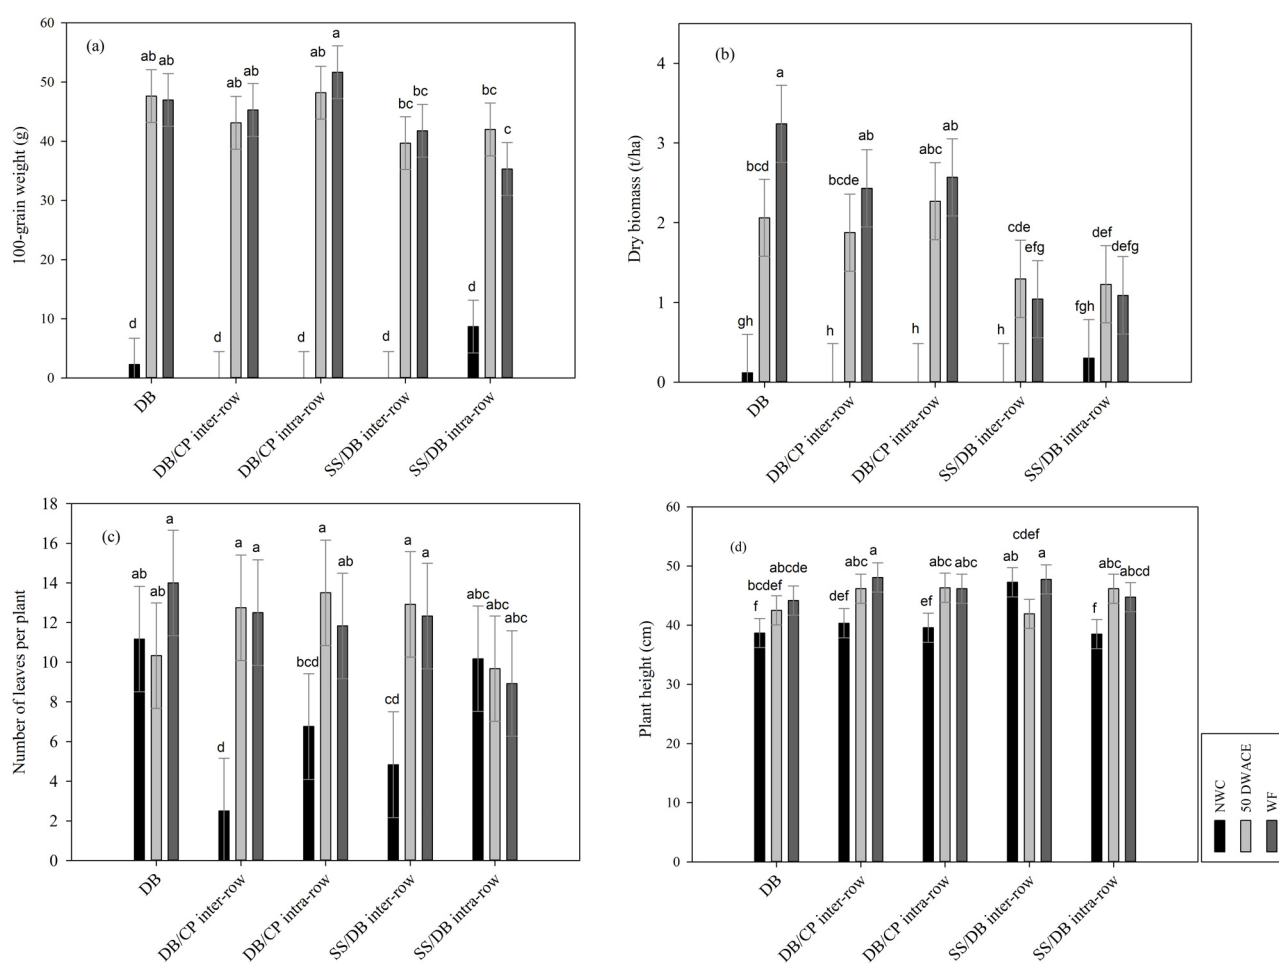 (a)
100-grain weight (g)
60
50
40
30
20
10
0
d ab ab
d ab ab
d ab a
d bc bc
d bc c
DB
DB/CP inter-row
DB/CP intra-row
SS/DB inter-row
SS/DB intra-row
(b)
Dry biomass (t/ha)
4
3
2
1
0
gh bcd a
h bcde ab
h abc ab
h cde efg
fgh def defg
DB
DB/CP inter-row
DB/CP intra-row
SS/DB inter-row
SS/DB intra-row
(c)
Number of leaves per plant
18
16
14
12
10
8
6
4
2
0
ab ab a
d a a
bcd a ab
cd a a
abc abc abc
DB
DB/CP inter-row
DB/CP intra-row
SS/DB inter-row
SS/DB intra-row
(d)
Plant height (cm)
60
50
40
30
20
10
0
f bcdef abcde
def abc a
ef abc abc
ab cdef a
f abc abcd
DB
DB/CP inter-row
DB/CP intra-row
SS/DB inter-row
SS/DB intra-row
NWC
50 DWACE
WF